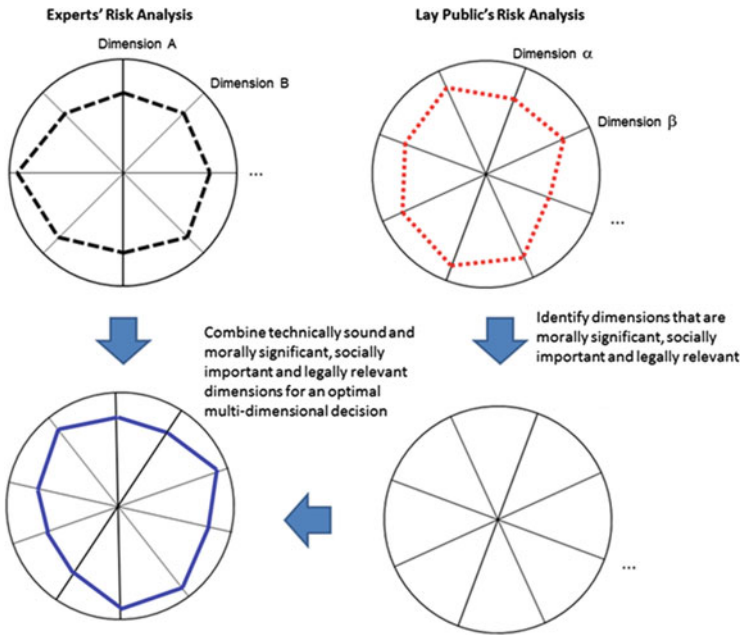 Experts' Risk Analysis
Lay Public's Risk Analysis
Dimension A
Dimension B
...
Dimension α
Dimension β
...
Combine technically sound and
morally significant, socially
important and legally relevant
dimensions for an optimal
multi-dimensional decision
Identify dimensions that are
morally significant, socially
important and legally relevant
...